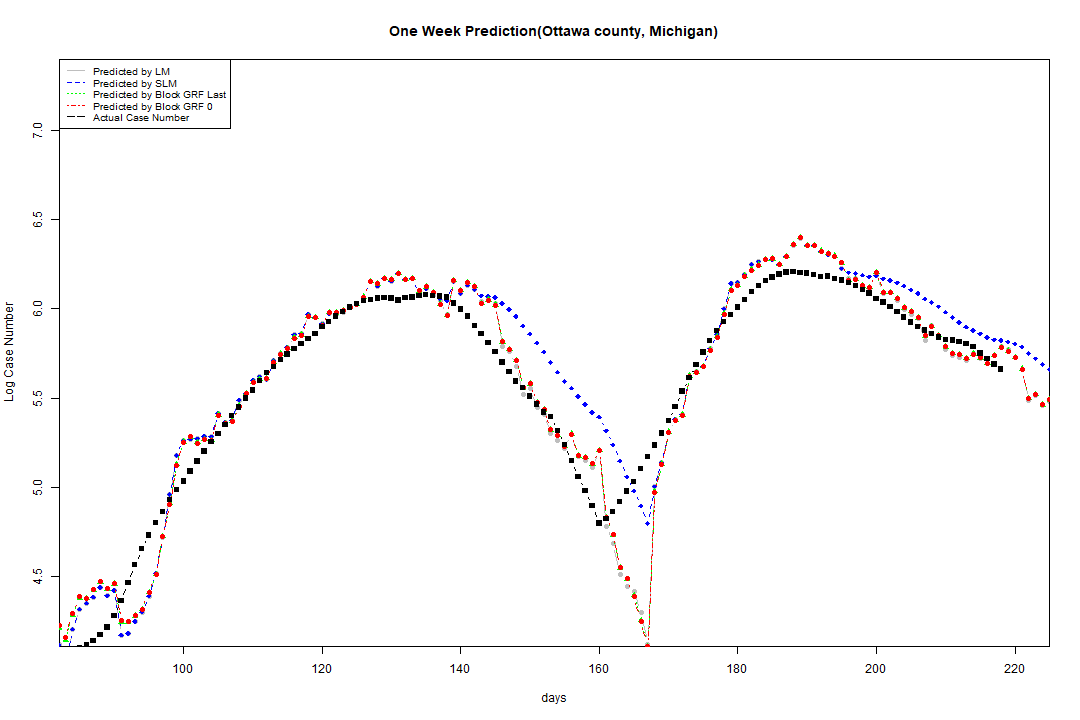 One Week Prediction(Ottawa county, Michigan)
Predicted by LM
Predicted by SLM
Predicted by Block GRF Last
Predicted by Block GRF 0
Actual Case Number
7.0
6.5
6.0
5.5
5.0
4.5
Log Case Number
100 120 140 160 180 200 220
days